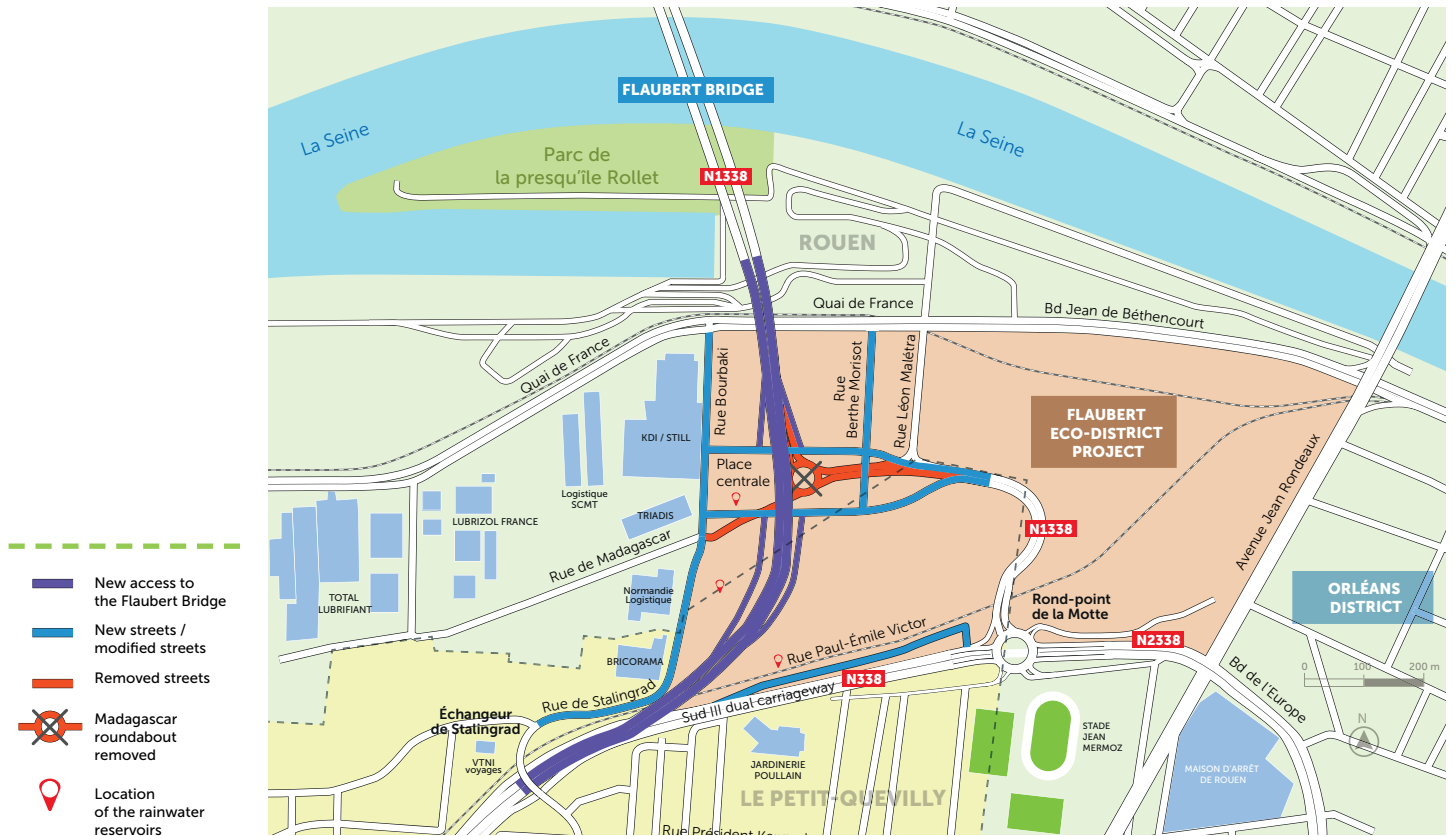 FLAUBERT BRIDGE
La Seine
La Seine
Parc de
la presqu'île Rollet
N1338
ROUEN
Quai de France
Bd Jean de Béthencourt
Quai de France
Rue Bourbaki
Rue
Berthe Morisot
Rue Léon Malétra
FLAUBERT
ECO-DISTRICT
PROJECT
KDI / STILL
Place
centrale
Logistique
SCMT
TRIADIS
LUBRIZOL FRANCE
Rue de Madagascar
N1338
Avenue Jean Rondeaux
TOTAL
LUBRIFIANT
Normandie
Logistique
Rond-point
de la Motte
ORLÉANS
DISTRICT
BRICORAMA
Rue Paul-Émile Victor
N2338
N338
0 100 200 m
Rue de Stalingrad
Sud III dual carriageway
Bd de l'Europe
Échangeur
de Stalingrad
VTNI
voyages
JARDINERIE
POULLAIN
STADE
JEAN
MERMOZ
N
MAISON D'ARRÊT
DE ROUEN
LE PETIT-QUEVILLY
Rue Président
New access to
the Flaubert Bridge
New streets /
modified streets
Removed streets
Madagascar
roundabout
removed
Location
of the rainwater
reservoirs